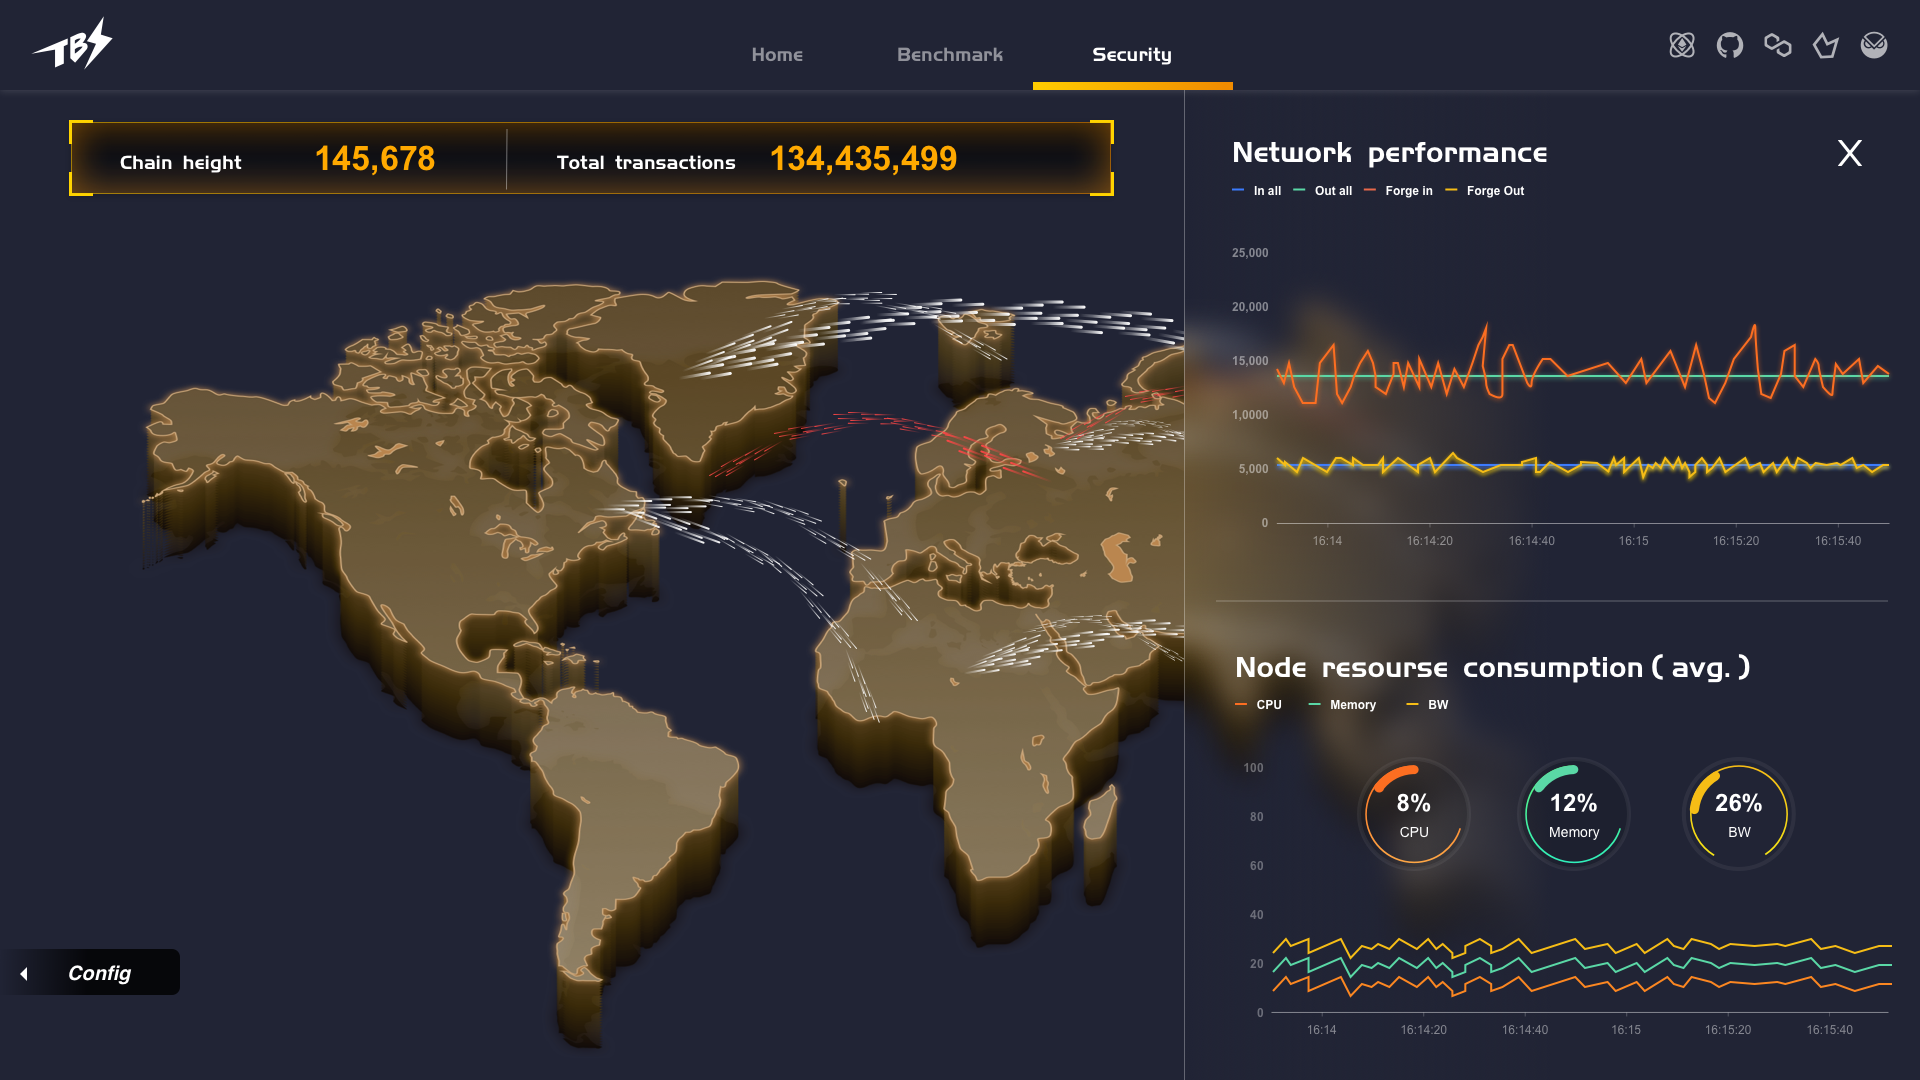 TBS
Home Benchmark Security
Chain height 145,678 Total transactions 134,435,499
Config
Network performance X
In all Out all Forge in Forge Out
25,000
20,000
15,000
1,0000
5,000
0
16:14 16:14:20 16:14:40 16:15 16:15:20 16:15:40
Node resourse consumption ( avg. )
CPU Memory BW
100
80
60
40
20
0
8% 12% 26%
CPU Memory BW
16:14 16:14:20 16:14:40 16:15 16:15:20 16:15:40